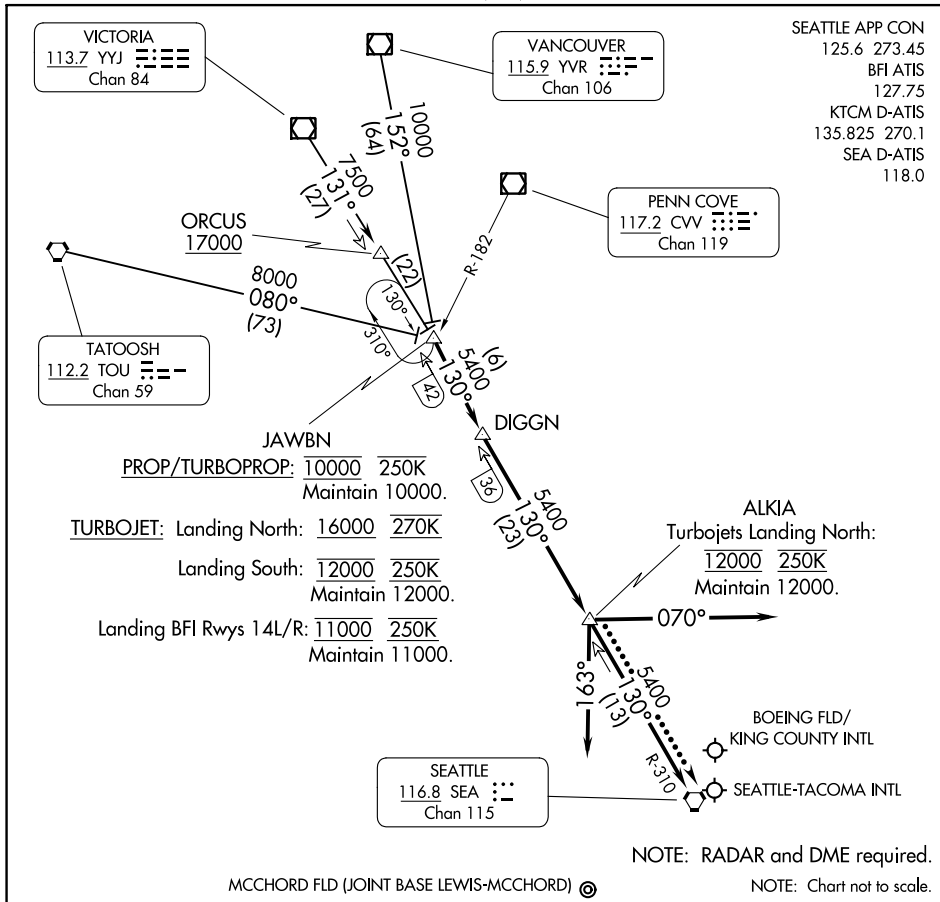 VICTORIA
113.7 YYJ
Chan 84
VANCOUVER
115.9 YVR
Chan 106
SEATTLE APP CON
125.6 273.45
BFI ATIS
127.75
KTCM D-ATIS
135.825 270.1
SEA D-ATIS
118.0
10000
152°
(64)
7500
131°
(27)
PENN COVE
117.2 CVV
Chan 119
ORCUS
17000
R-182
(22)
8000
080°
(73)
130°
310°
TATOOSH
112.2 TOU
Chan 59
(6)
5400
130°
42
DIGGN
JAWBN
PROP/TURBOPROP: 10000 250K
Maintain 10000.
36
TURBOJET: Landing North: 16000 270K
Landing South: 12000 250K
Maintain 12000.
Landing BFI Rwys 14L/R: 11000 250K
Maintain 11000.
5400
130°
(23)
ALKIA
Turbojets Landing North:
12000 250K
Maintain 12000.
070°
163°
5400
130°
(13)
R-310
BOEING FLD/
KING COUNTY INTL
SEATTLE
116.8 SEA
Chan 115
SEATTLE-TACOMA INTL
NOTE: RADAR and DME required.
MCCHORD FLD (JOINT BASE LEWIS-MCCHORD)
NOTE: Chart not to scale.